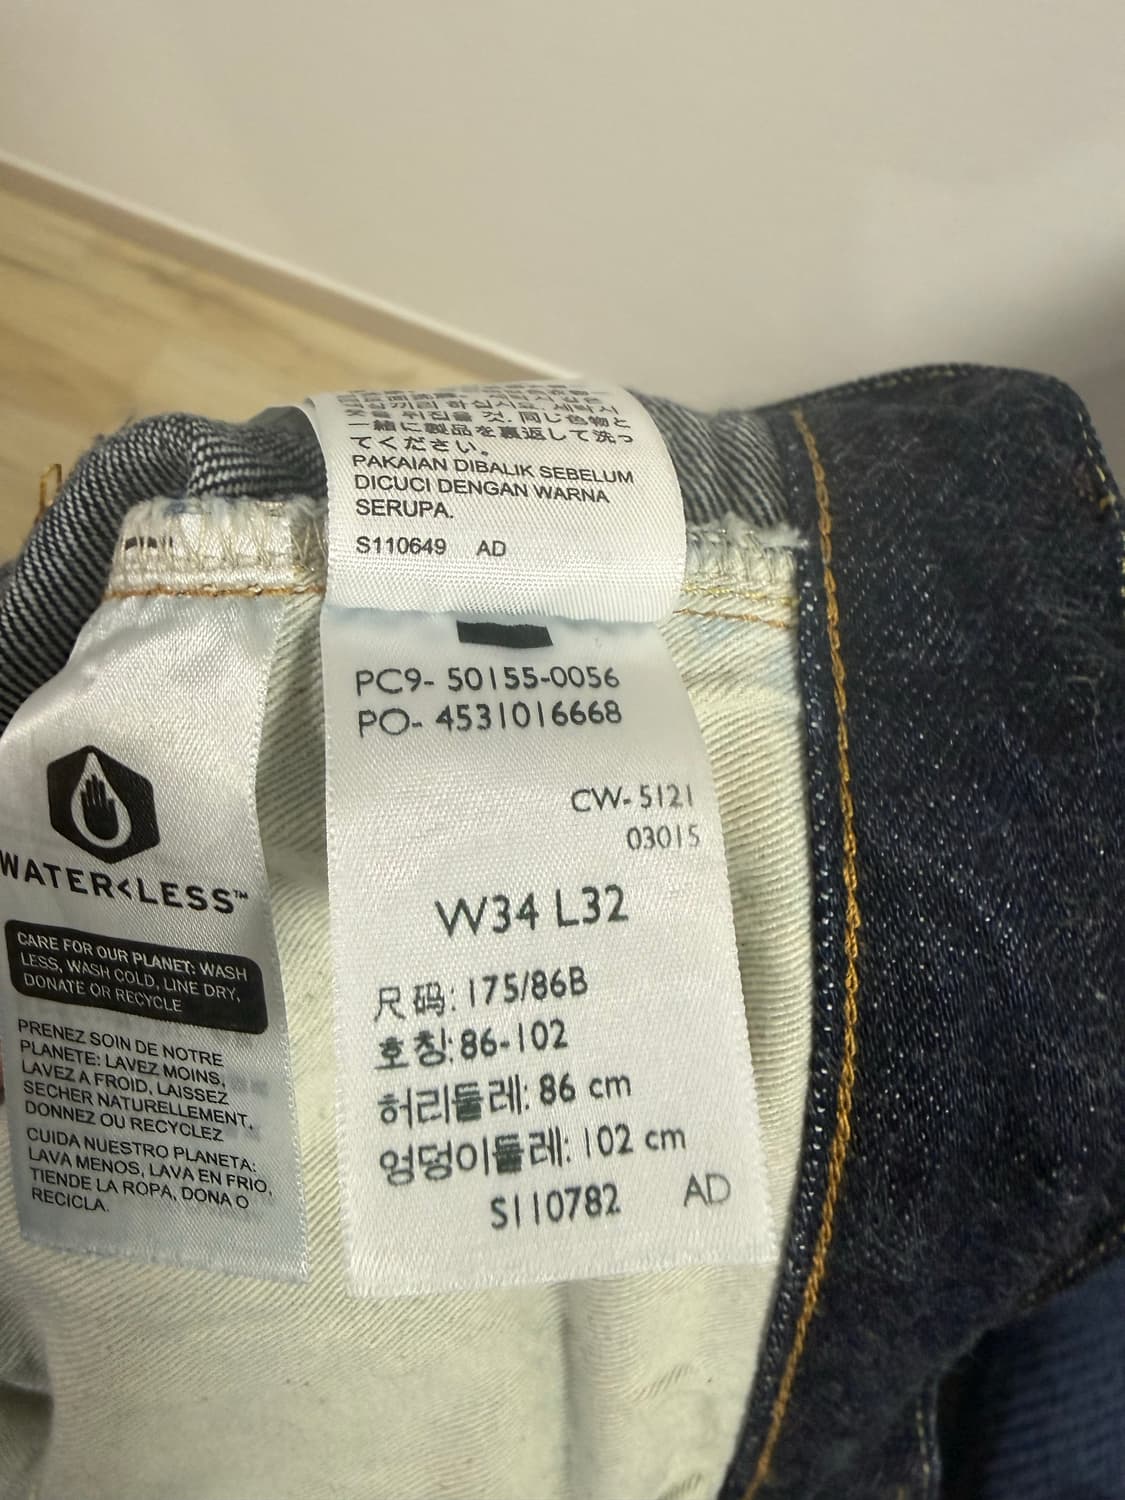 一緒に製品を裏返して洗っ
てください。
PAKAIAN DIBALIK SEBELUM
DICUCI DENGAN WARNA
SERUPA.
S110649 AD
PC9- 50155-0056
PO- 4531016668
CW- 5121
03015
W34 L32
尺 码: 175/86B
호칭: 86-102
허리둘레: 86 cm
엉덩이둘레: 102 cm
S110782 AD
WATER<LESS™
CARE FOR OUR PLANET: WASH
LESS, WASH COLD, LINE DRY,
DONATE OR RECYCLE
PRENEZ SOIN DE NOTRE
PLANETE: LAVEZ MOINS,
LAVEZ A FROID, LAISSEZ
SECHER NATURELLEMENT,
DONNEZ OU RECYCLEZ
CUIDA NUESTRO PLANETA:
LAVA MENOS, LAVA EN FRIO,
TIENDE LA ROPA, DONA O
RECICLA.